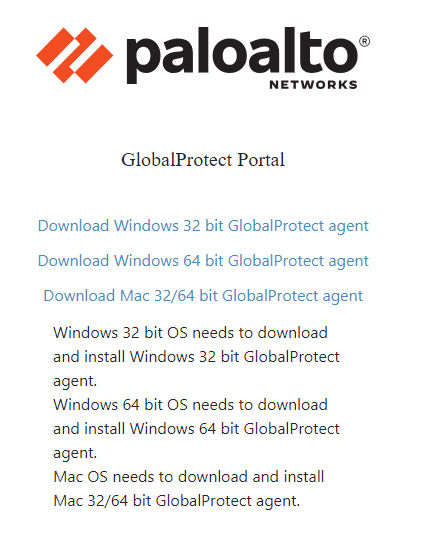 paloalto®
NETWORKS
GlobalProtect Portal
Download Windows 32 bit GlobalProtect agent
Download Windows 64 bit GlobalProtect agent
Download Mac 32/64 bit GlobalProtect agent
Windows 32 bit OS needs to download
and install Windows 32 bit GlobalProtect
agent.
Windows 64 bit OS needs to download
and install Windows 64 bit GlobalProtect
agent.
Mac OS needs to download and install
Mac 32/64 bit GlobalProtect agent.